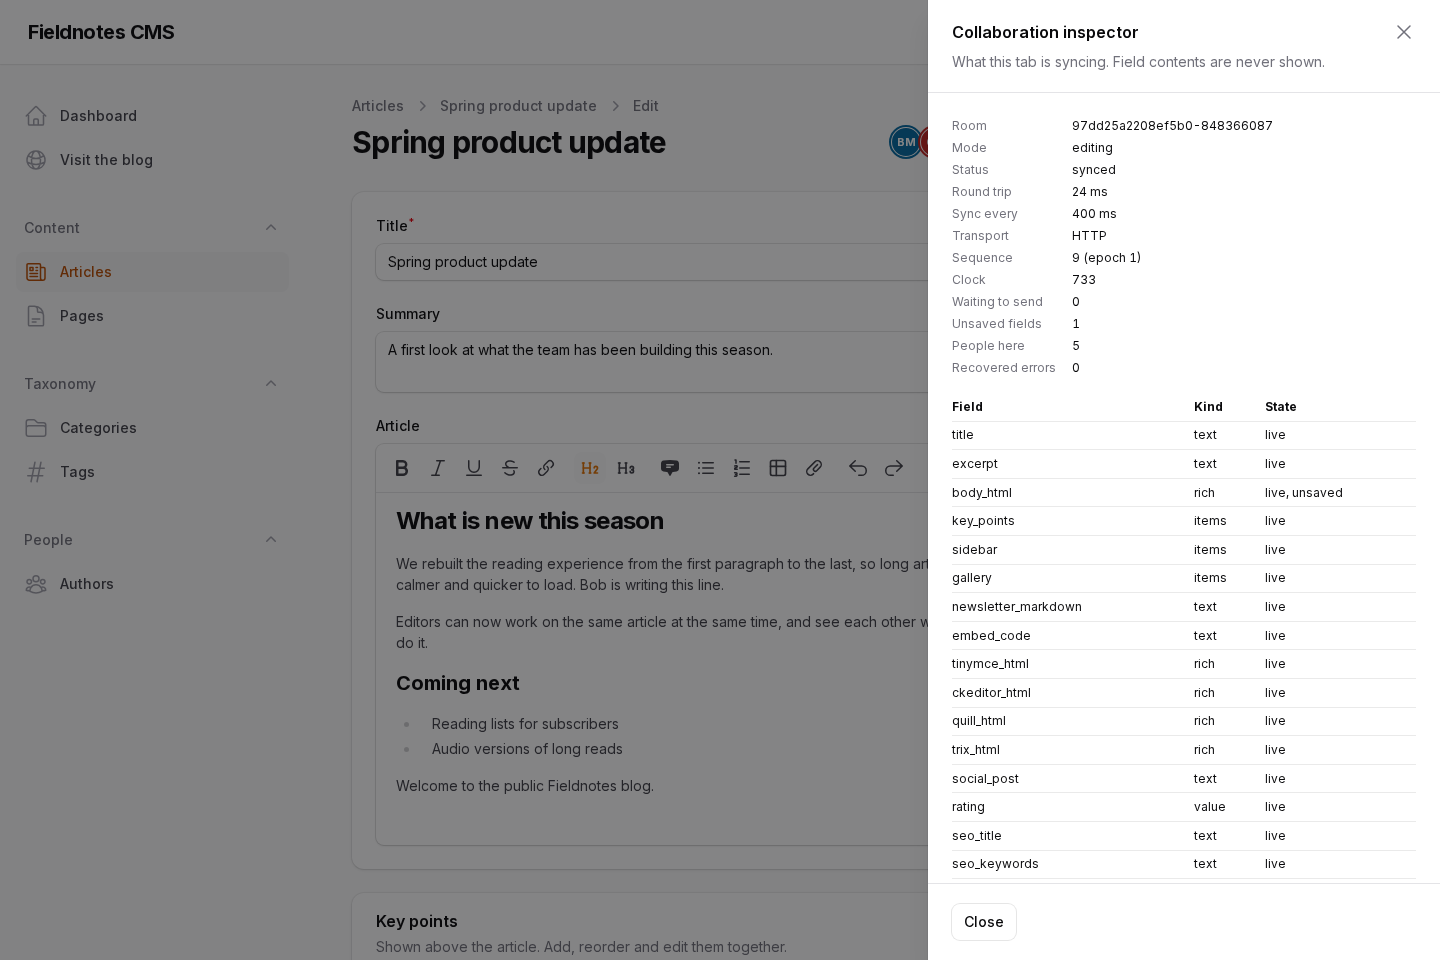 Fieldnotes CMS
Dashboard
Visit the blog
Content
Articles
Pages
Taxonomy
Categories
Tags
People
Authors
Articles
Spring product update
Edit
Spring product update
BM
Title*
Spring product update
Summary
A first look at what the team has been building this season.
Article
H2
H3
What is new this season
We rebuilt the reading experience from the first paragraph to the last, so long
calmer and quicker to load. Bob is writing this line.
Editors can now work on the same article at the same time, and see each other
do it.
Coming next
Reading lists for subscribers
Audio versions of long reads
Welcome to the public Fieldnotes blog.
Key points
Shown above the article. Add, reorder and edit them together.
Collaboration inspector
What this tab is syncing. Field contents are never shown.
Room 97dd25a2208ef5b0-848366087
Mode editing
Status synced
Round trip 24 ms
Sync every 400 ms
Transport HTTP
Sequence 9 (epoch 1)
Clock 733
Waiting to send 0
Unsaved fields 1
People here 5
Recovered errors 0
Field Kind State
title text live
excerpt text live
body_html rich live, unsaved
key_points items live
sidebar items live
gallery items live
newsletter_markdown text live
embed_code text live
tinymce_html rich live
ckeditor_html rich live
quill_html rich live
trix_html rich live
social_post text live
rating value live
seo_title text live
seo_keywords text live
Close